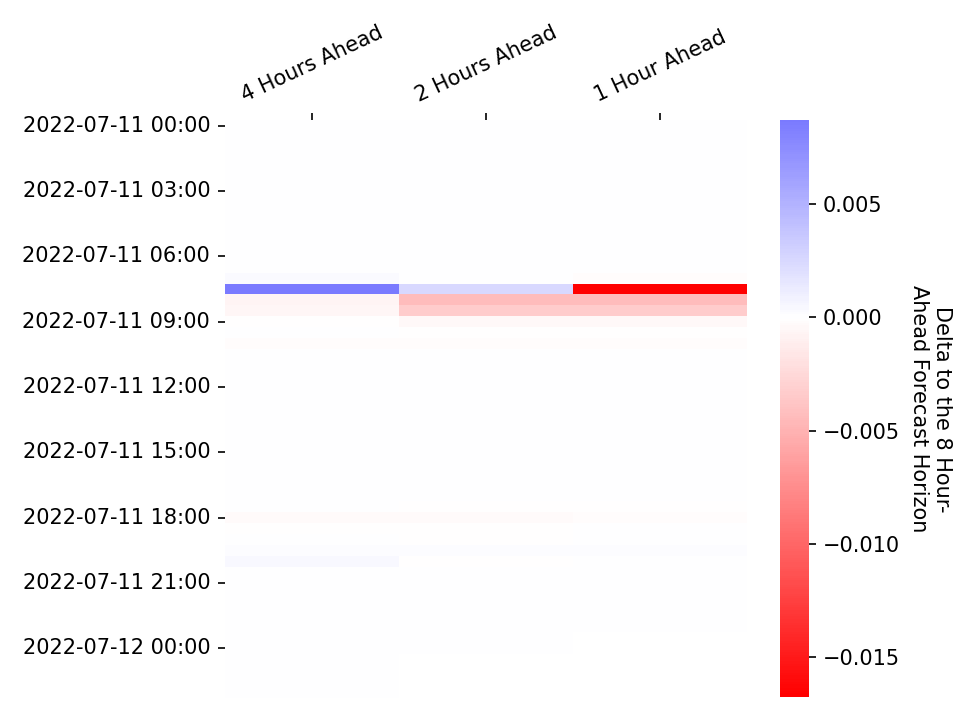 4 Hours Ahead
2 Hours Ahead
1 Hour Ahead
2022-07-11 00:00
2022-07-11 03:00
2022-07-11 06:00
2022-07-11 09:00
2022-07-11 12:00
2022-07-11 15:00
2022-07-11 18:00
2022-07-11 21:00
2022-07-12 00:00
0.005
0.000
−0.005
−0.010
−0.015
Delta to the 8 Hour-
Ahead Forecast Horizon